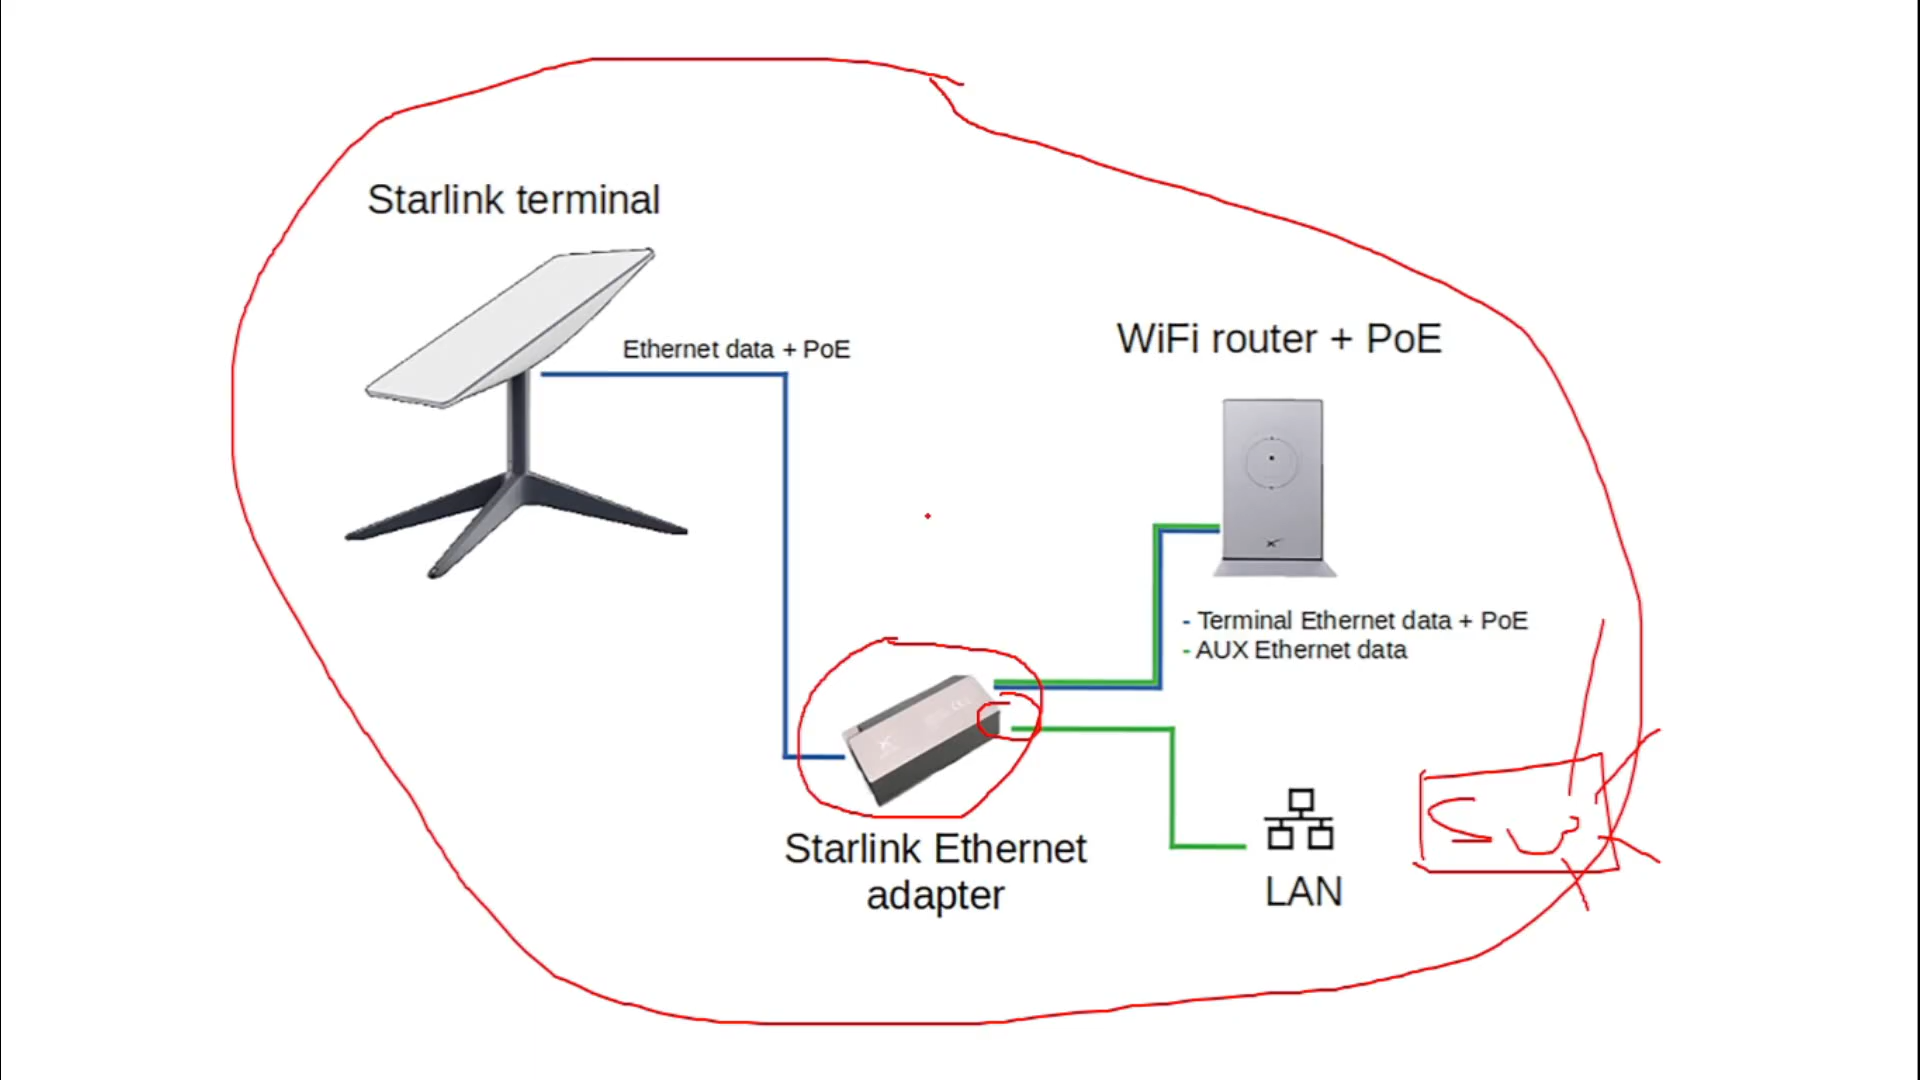 Starlink terminal
Ethernet data + PoE
WiFi router + PoE
- Terminal Ethernet data + PoE
- AUX Ethernet data
Starlink Ethernet
adapter
LAN